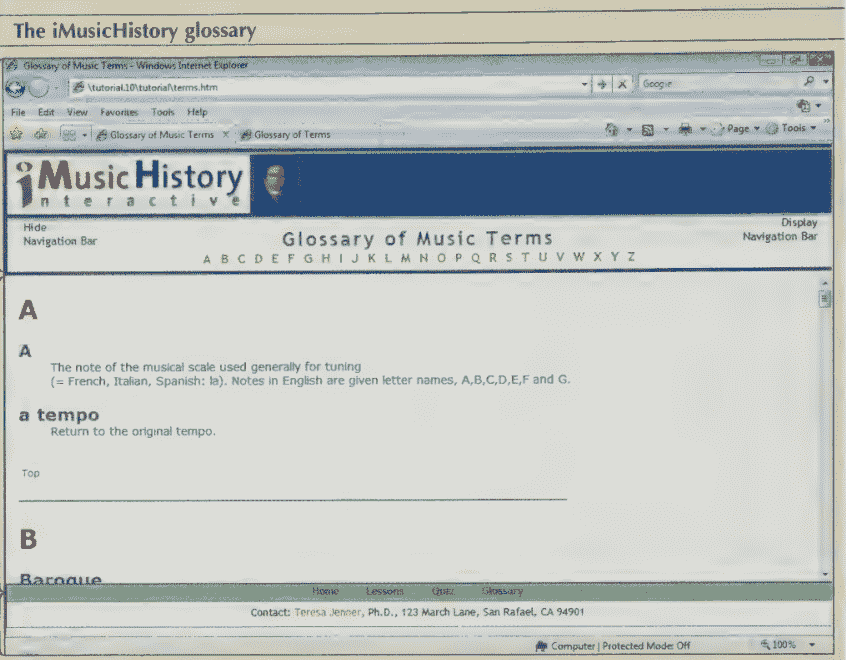 The iMusicHistory glossary
Glossary of Music Terms - Windows Internet Explorer
\tutorial.10\tutorial\terms.htm
Google
File Edit View Favorites Tools Help
Glossary of Music Terms Glossary of Terms Page Tools
iMusicHistory
interactive
Hide
Navigation Bar
Display
Navigation Bar
Glossary of Music Terms
A B C D E F G H I J K L M N O P Q R S T U V W X Y Z
A
A
The note of the musical scale used generally for tuning
(= French, Italian, Spanish: la). Notes in English are given letter names, A,B,C,D,E,F and G.
a tempo
Return to the original tempo.
Top
B
Baroque
Home Lessons Quiz Glossary
Contact: Teresa Jenner, Ph.D., 123 March Lane, San Rafael, CA 94901
Computer | Protected Mode: Off 100%